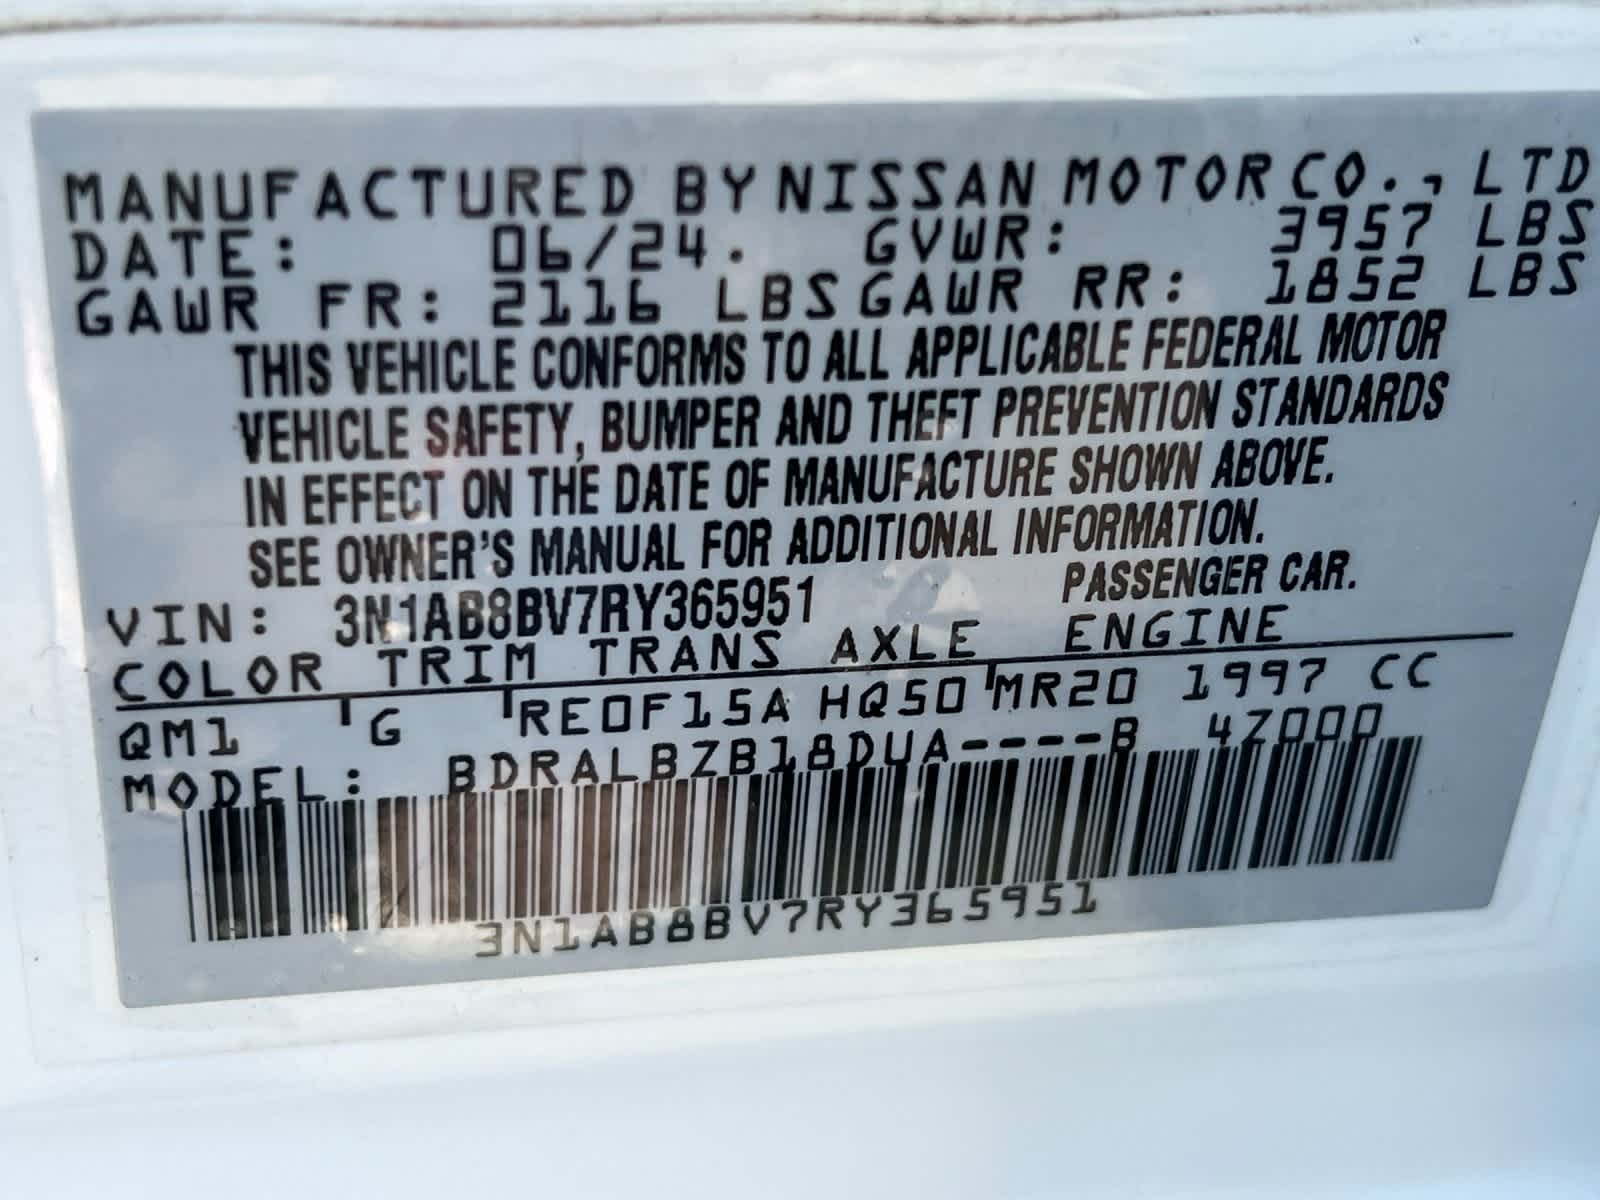 MANUFACTURED BY NISSAN MOTOR CO., LTD
DATE: 06/24. GVWR: 3957 LBS
GAWR FR: 2116 LBS GAWR RR: 1852 LBS
THIS VEHICLE CONFORMS TO ALL APPLICABLE FEDERAL MOTOR
VEHICLE SAFETY, BUMPER AND THEFT PREVENTION STANDARDS
IN EFFECT ON THE DATE OF MANUFACTURE SHOWN ABOVE.
SEE OWNER'S MANUAL FOR ADDITIONAL INFORMATION.
VIN: 3N1AB8BV7RY365951 PASSENGER CAR.
COLOR TRIM TRANS AXLE ENGINE
QM1 G RE0F15A HQ50 MR20 1997 CC
MODEL: BDRALBZB18DUA----B 4Z000
3N1AB8BV7RY365951